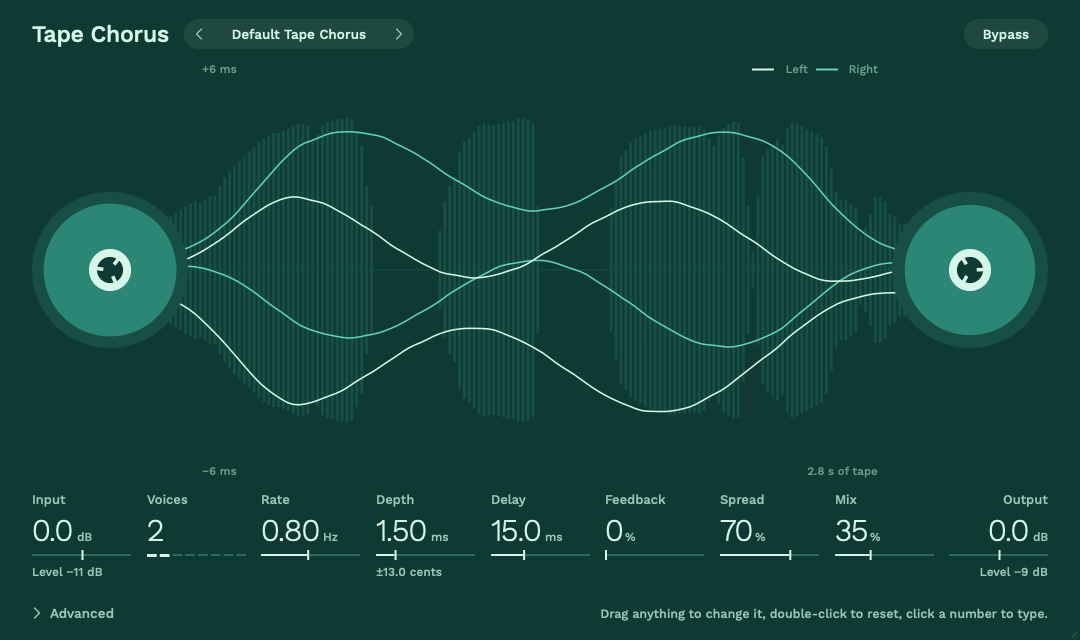 Tape Chorus
Default Tape Chorus
Bypass
+6 ms
Left
Right
−6 ms
2.8 s of tape
Input
0.0 dB
Level −11 dB
Voices
2
Rate
0.80 Hz
Depth
1.50 ms
±13.0 cents
Delay
15.0 ms
Feedback
0%
Spread
70%
Mix
35%
Output
0.0 dB
Level −9 dB
Advanced
Drag anything to change it, double-click to reset, click a number to type.